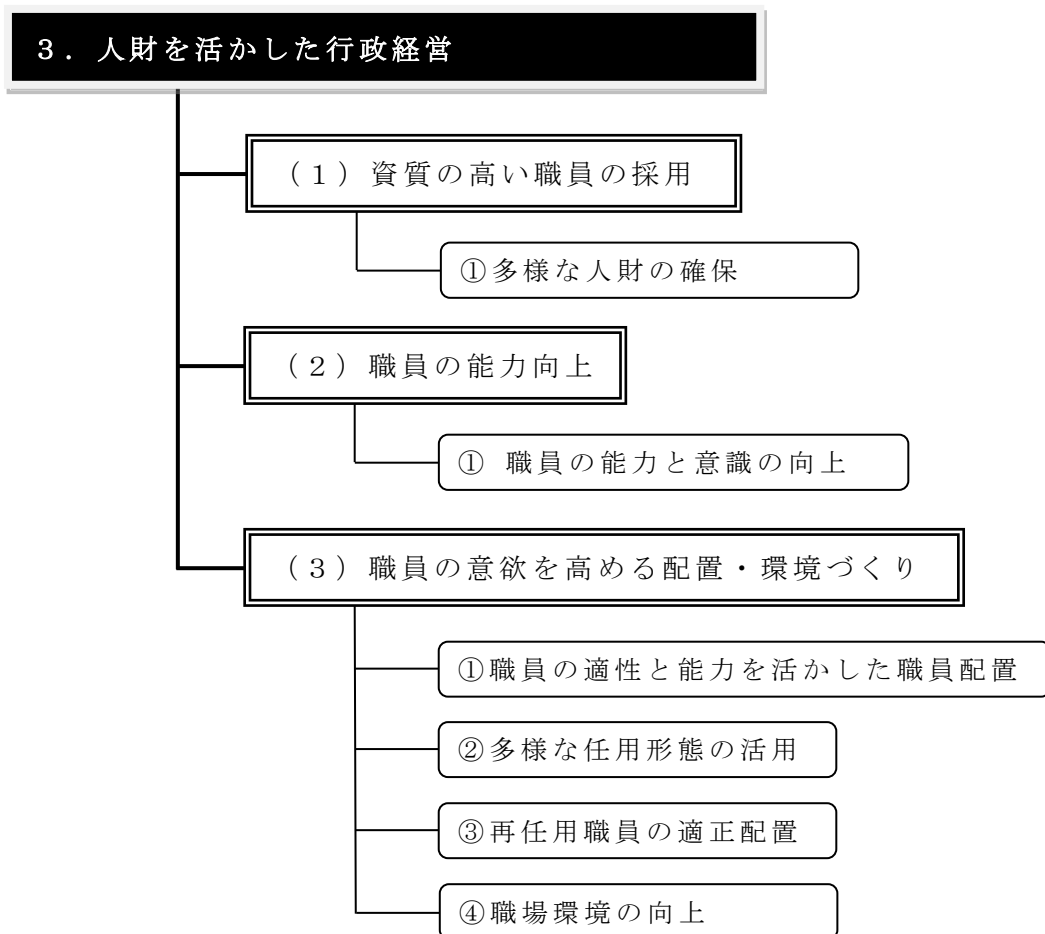 ３．人財を活かした行政経営
（１）資質の高い職員の採用
①多様な人財の確保
（２）職員の能力向上
① 職員の能力と意識の向上
（３）職員の意欲を高める配置・環境づくり
①職員の適性と能力を活かした職員配置
②多様な任用形態の活用
③再任用職員の適正配置
④職場環境の向上